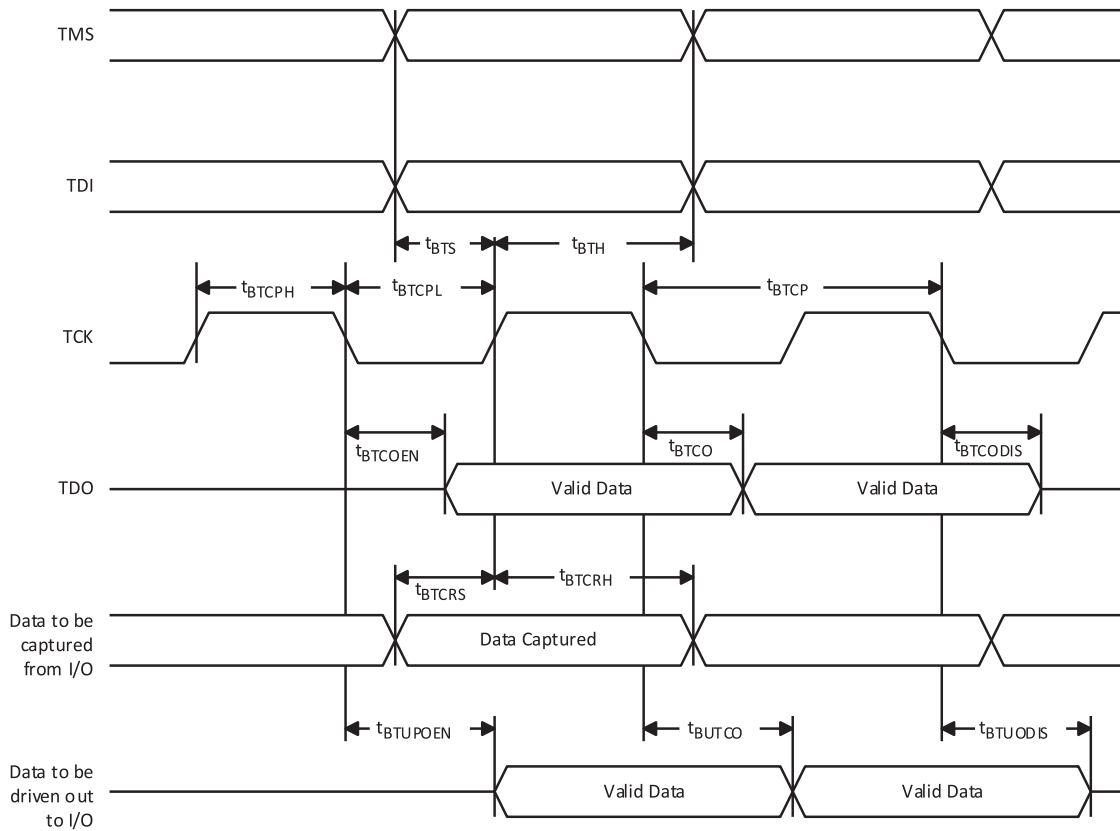 TMS
TDI
tBTS
tBTH
tBTCPH
tBTCPL
tBTCP
TCK
tBTCOEN
tBTCO
tBTCODIS
TDO
Valid Data
Valid Data
tBTCRS
tBTCRH
Data to be
captured
from I/O
Data Captured
tBTUPOEN
tBUTCO
tBTUODIS
Data to be
driven out
to I/O
Valid Data
Valid Data